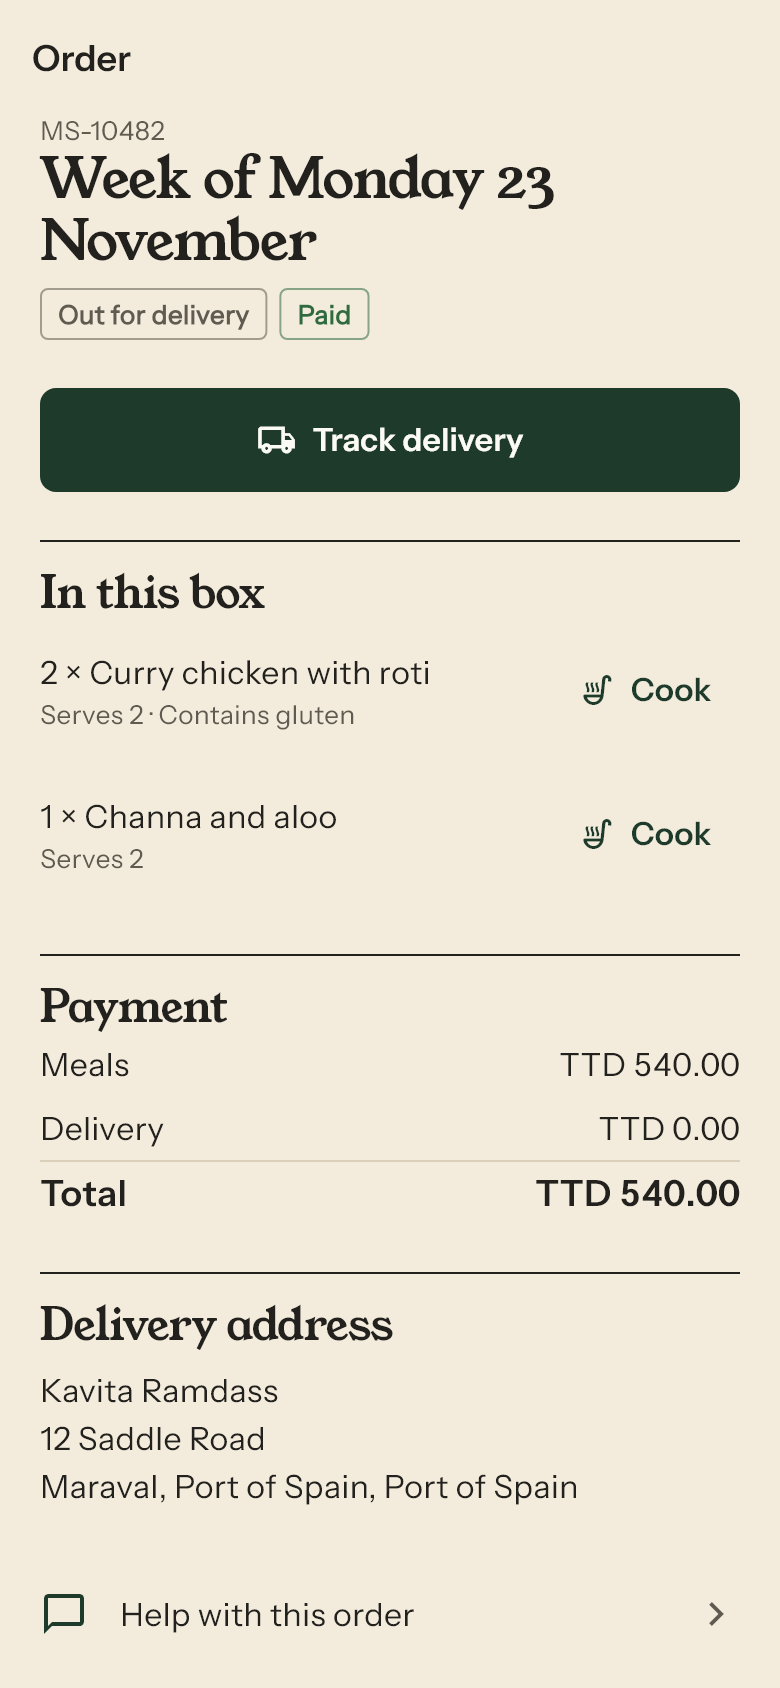 Order
MS-10482
Week of Monday 23
November
Out for delivery
Paid
Track delivery
In this box
2 × Curry chicken with roti
Serves 2 · Contains gluten
Cook
1 × Channa and aloo
Serves 2
Cook
Payment
Meals TTD 540.00
Delivery TTD 0.00
Total TTD 540.00
Delivery address
Kavita Ramdass
12 Saddle Road
Maraval, Port of Spain, Port of Spain
Help with this order